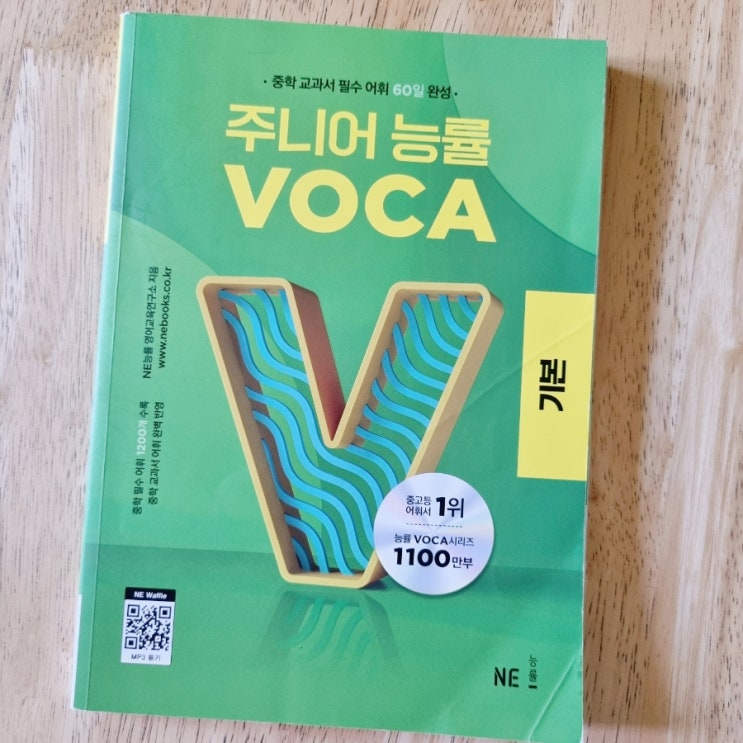 · 중학 교과서 필수 어휘 60일 완성 ·
주니어 능률
VOCA
NE능률 영어교육연구소 지음
www.nebooks.co.kr
중학 필수 어휘 1200개 수록
중학 교과서 어휘 완벽 반영
기본
중고등
어휘서 1위
능률 VOCA시리즈
1100만부
NE Waffle
MP3 듣기
NE 능률